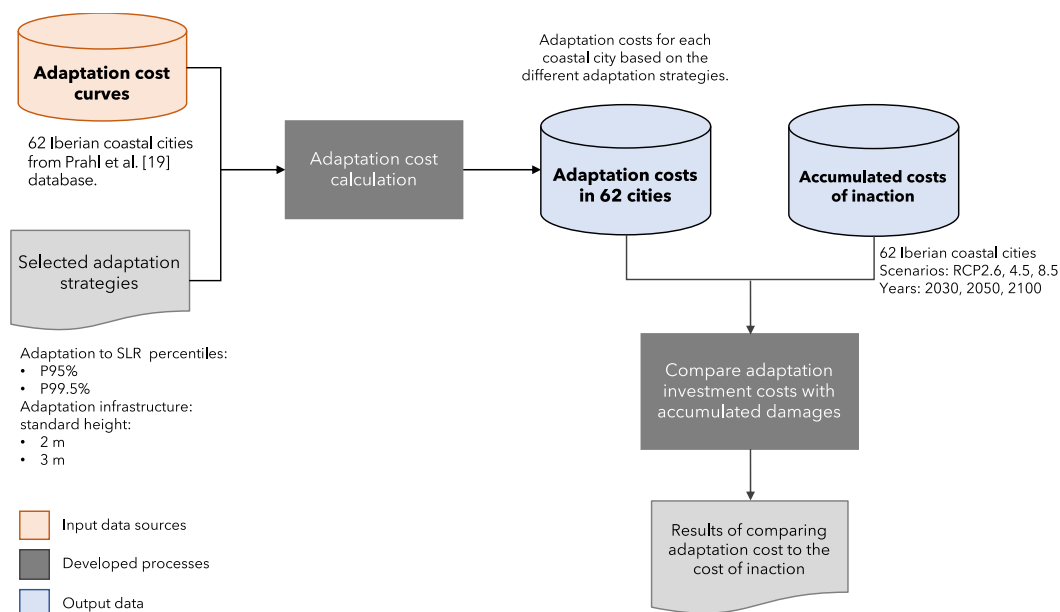 Adaptation cost
curves
62 Iberian coastal cities
from Prahl et al. [19]
database.
Selected adaptation
strategies
Adaptation to SLR percentiles:
• P95%
• P99.5%
Adaptation infrastructure:
standard height:
• 2 m
• 3 m
Adaptation cost
calculation
Adaptation costs for each
coastal city based on the
different adaptation strategies.
Adaptation costs
in 62 cities
Accumulated costs
of inaction
62 Iberian coastal cities
Scenarios: RCP2.6, 4.5, 8.5
Years: 2030, 2050, 2100
Compare adaptation
investment costs with
accumulated damages
Results of comparing
adaptation cost to the
cost of inaction
Input data sources
Developed processes
Output data